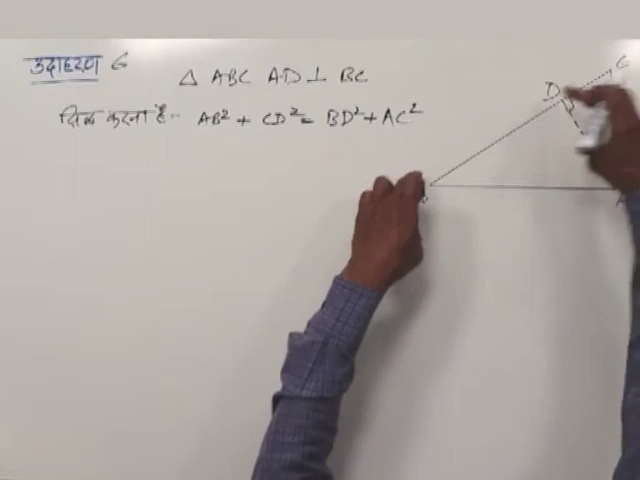 उदाहरण 6
△ ABC AD⊥ BC
सिद्ध करना है- AB² + CD² = BD² + AC²
C
D
A